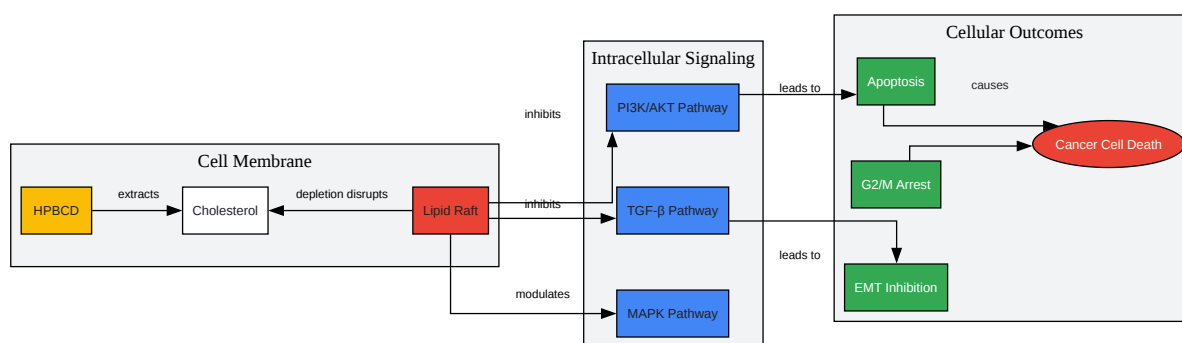 Cell Membrane
HPBCD
extracts
Cholesterol
depletion disrupts
Lipid Raft
inhibits
inhibits
modulates
Intracellular Signaling
PI3K/AKT Pathway
TGF-β Pathway
MAPK Pathway
leads to
leads to
Cellular Outcomes
Apoptosis
causes
Cancer Cell Death
G2/M Arrest
EMT Inhibition